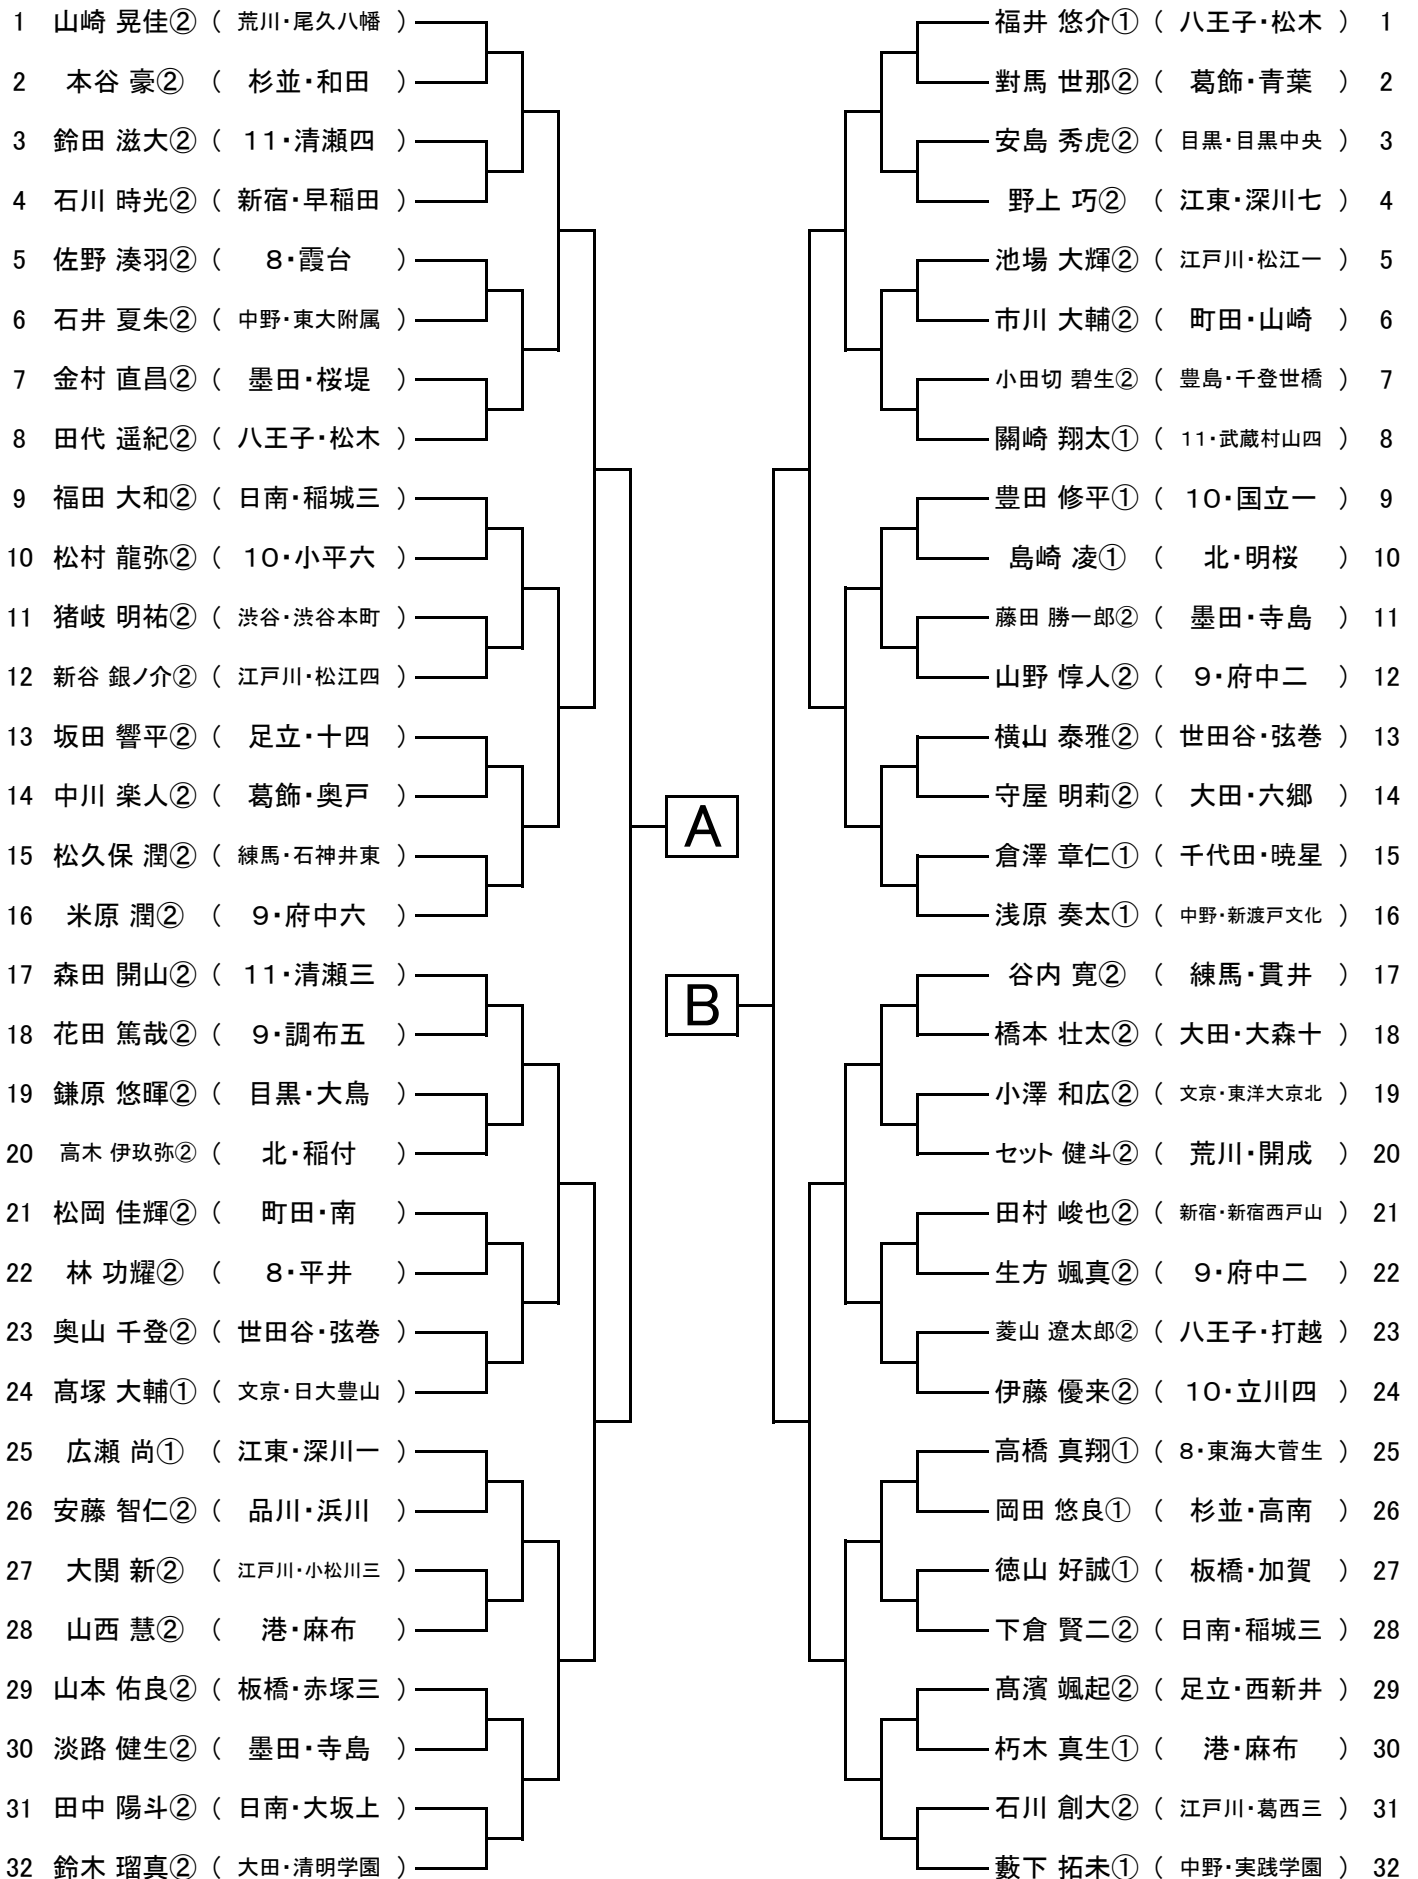 1 山崎 晃佳② ( 荒川・尾久八幡 )
2 本谷 豪② ( 杉並・和田 )
3 鈴田 滋大② ( 11・清瀬四 )
4 石川 時光② ( 新宿・早稲田 )
5 佐野 湊羽② ( 8・霞台 )
6 石井 夏朱② ( 中野・東大附属 )
7 金村 直昌② ( 墨田・桜堤 )
8 田代 遥紀② ( 八王子・松木 )
9 福田 大和② ( 日南・稲城三 )
10 松村 龍弥② ( 10・小平六 )
11 猪岐 明祐② ( 渋谷・渋谷本町 )
12 新谷 銀ノ介② ( 江戸川・松江四 )
13 坂田 響平② ( 足立・十四 )
14 中川 楽人② ( 葛飾・奥戸 )
15 松久保 潤② ( 練馬・石神井東 )
16 米原 潤② ( 9・府中六 )
17 森田 開山② ( 11・清瀬三 )
18 花田 篤哉② ( 9・調布五 )
19 鎌原 悠暉② ( 目黒・大鳥 )
20 高木 伊玖弥② ( 北・稲付 )
21 松岡 佳輝② ( 町田・南 )
22 林 功耀② ( 8・平井 )
23 奥山 千登② ( 世田谷・弦巻 )
24 髙塚 大輔① ( 文京・日大豊山 )
25 広瀬 尚① ( 江東・深川一 )
26 安藤 智仁② ( 品川・浜川 )
27 大関 新② ( 江戸川・小松川三 )
28 山西 慧② ( 港・麻布 )
29 山本 佑良② ( 板橋・赤塚三 )
30 淡路 健生② ( 墨田・寺島 )
31 田中 陽斗② ( 日南・大坂上 )
32 鈴木 瑠真② ( 大田・清明学園 )
A
B
福井 悠介① ( 八王子・松木 ) 1
對馬 世那② ( 葛飾・青葉 ) 2
安島 秀虎② ( 目黒・目黒中央 ) 3
野上 巧② ( 江東・深川七 ) 4
池場 大輝② ( 江戸川・松江一 ) 5
市川 大輔② ( 町田・山崎 ) 6
小田切 碧生② ( 豊島・千登世橋 ) 7
關崎 翔太① ( 11・武蔵村山四 ) 8
豊田 修平① ( 10・国立一 ) 9
島崎 凌① ( 北・明桜 ) 10
藤田 勝一郎② ( 墨田・寺島 ) 11
山野 惇人② ( 9・府中二 ) 12
横山 泰雅② ( 世田谷・弦巻 ) 13
守屋 明莉② ( 大田・六郷 ) 14
倉澤 章仁① ( 千代田・暁星 ) 15
浅原 奏太① ( 中野・新渡戸文化 ) 16
谷内 寛② ( 練馬・貫井 ) 17
橋本 壮太② ( 大田・大森十 ) 18
小澤 和広② ( 文京・東洋大京北 ) 19
セット 健斗② ( 荒川・開成 ) 20
田村 峻也② ( 新宿・新宿西戸山 ) 21
生方 颯真② ( 9・府中二 ) 22
菱山 遼太郎② ( 八王子・打越 ) 23
伊藤 優来② ( 10・立川四 ) 24
高橋 真翔① ( 8・東海大菅生 ) 25
岡田 悠良① ( 杉並・高南 ) 26
徳山 好誠① ( 板橋・加賀 ) 27
下倉 賢二② ( 日南・稲城三 ) 28
髙濱 颯起② ( 足立・西新井 ) 29
朽木 真生① ( 港・麻布 ) 30
石川 創大② ( 江戸川・葛西三 ) 31
藪下 拓未① ( 中野・実践学園 ) 32